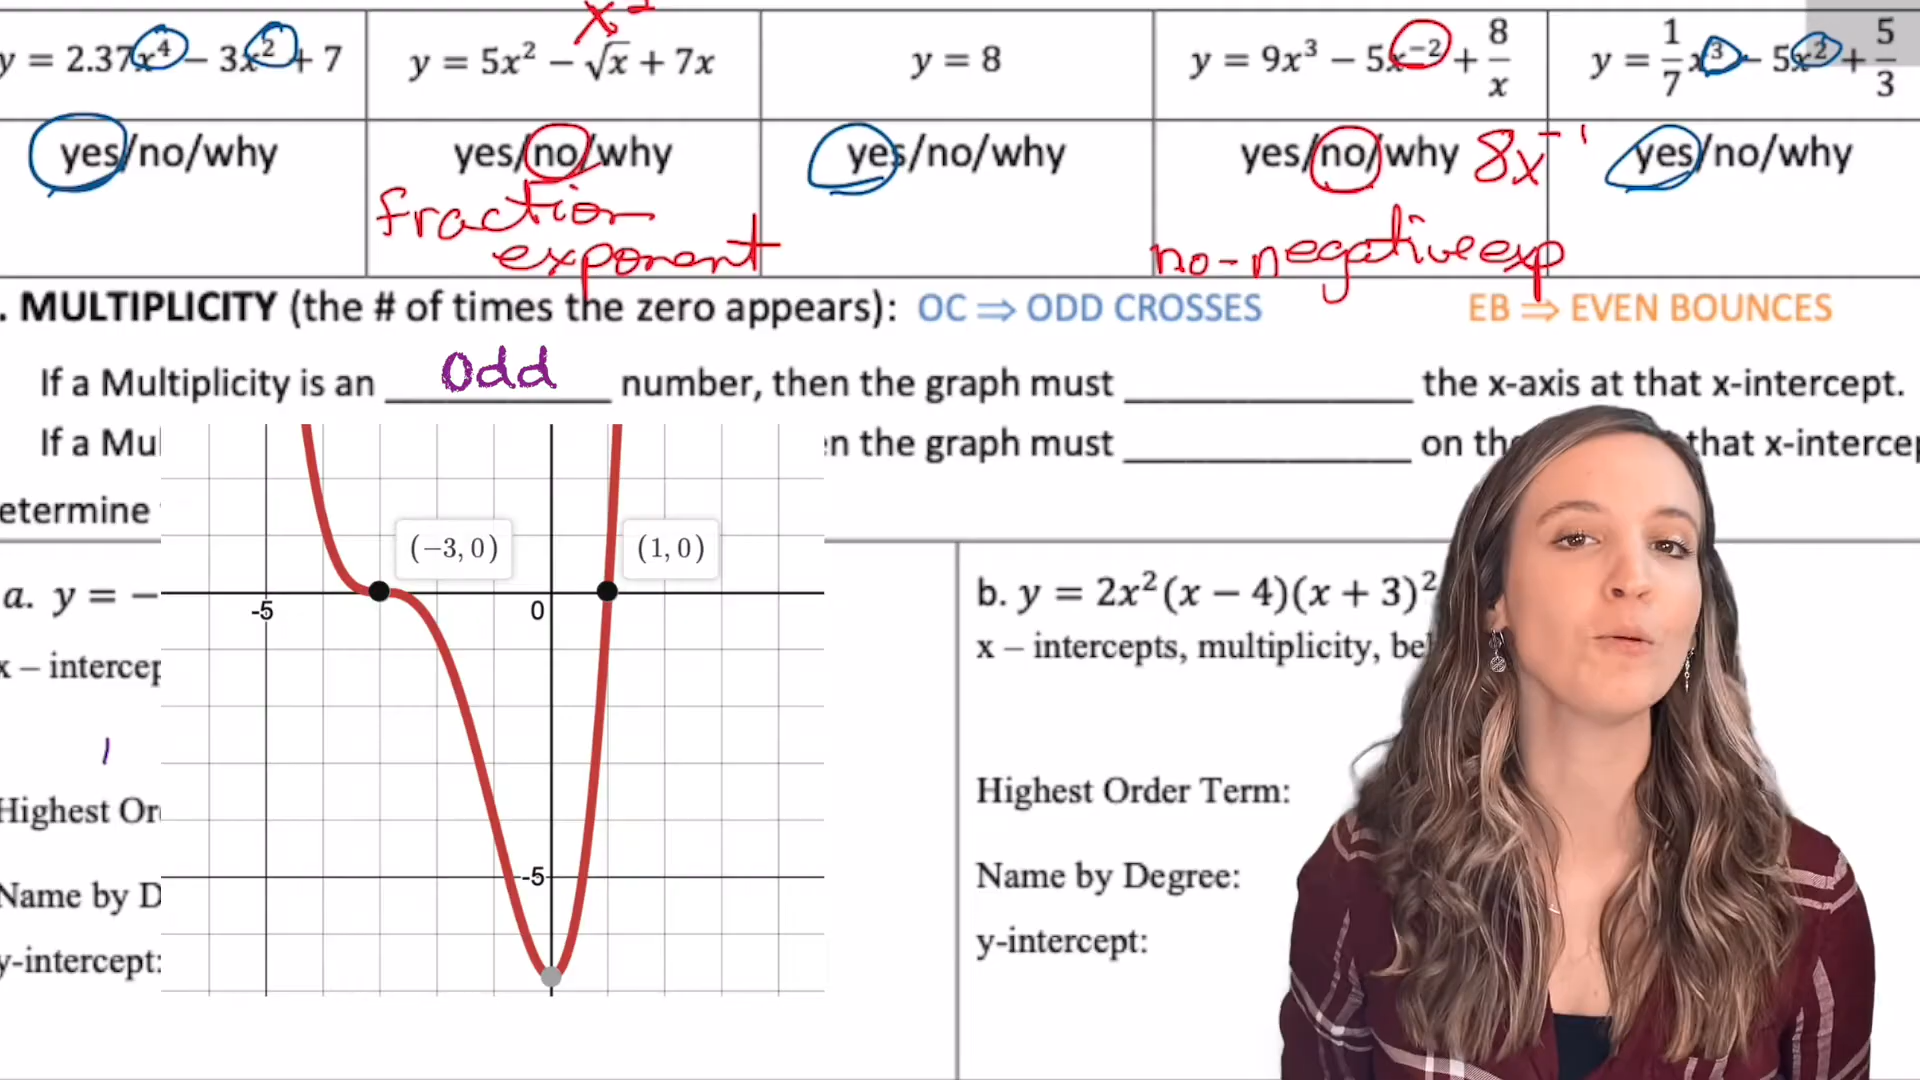 y = 2.37x⁴ − 3x² + 7
y = 5x² − √x + 7x
y = 8
y = 9x³ − 5x⁻² + 8/x
y = 1/7 x³ − 5x² + 5/3
yes/no/why
yes/no/why
yes/no/why
yes/no/why 8x⁻¹
yes/no/why
fraction
exponent
no-negative exp
. MULTIPLICITY (the # of times the zero appears): OC ⇒ ODD CROSSES EB ⇒ EVEN BOUNCES
If a Multiplicity is an Odd number, then the graph must ____________ the x-axis at that x-intercept.
If a Mu
n the graph must ____________ on th
hat x-intercep
etermine
(−3, 0)
(1, 0)
-5
0
-5
a. y = −
x – intercep
Highest Or
Name by D
y-intercept:
b. y = 2x²(x − 4)(x + 3)²
x – intercepts, multiplicity, be
Highest Order Term:
Name by Degree:
y-intercept: